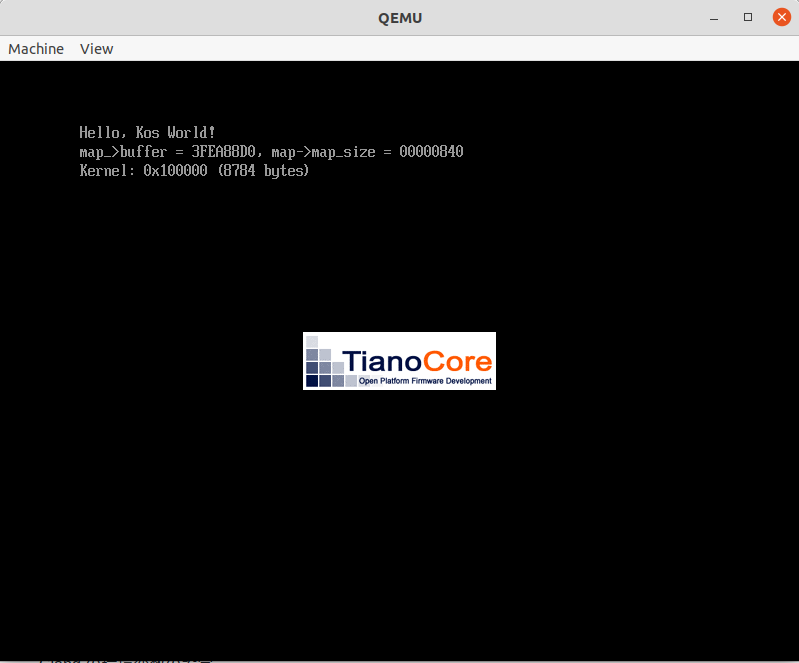 QEMU
Machine View
Hello, Kos World!
map_>buffer = 3FEA88D0, map->map_size = 00000840
Kernel: 0x100000 (8784 bytes)
TianoCore
Open Platform Firmware Development